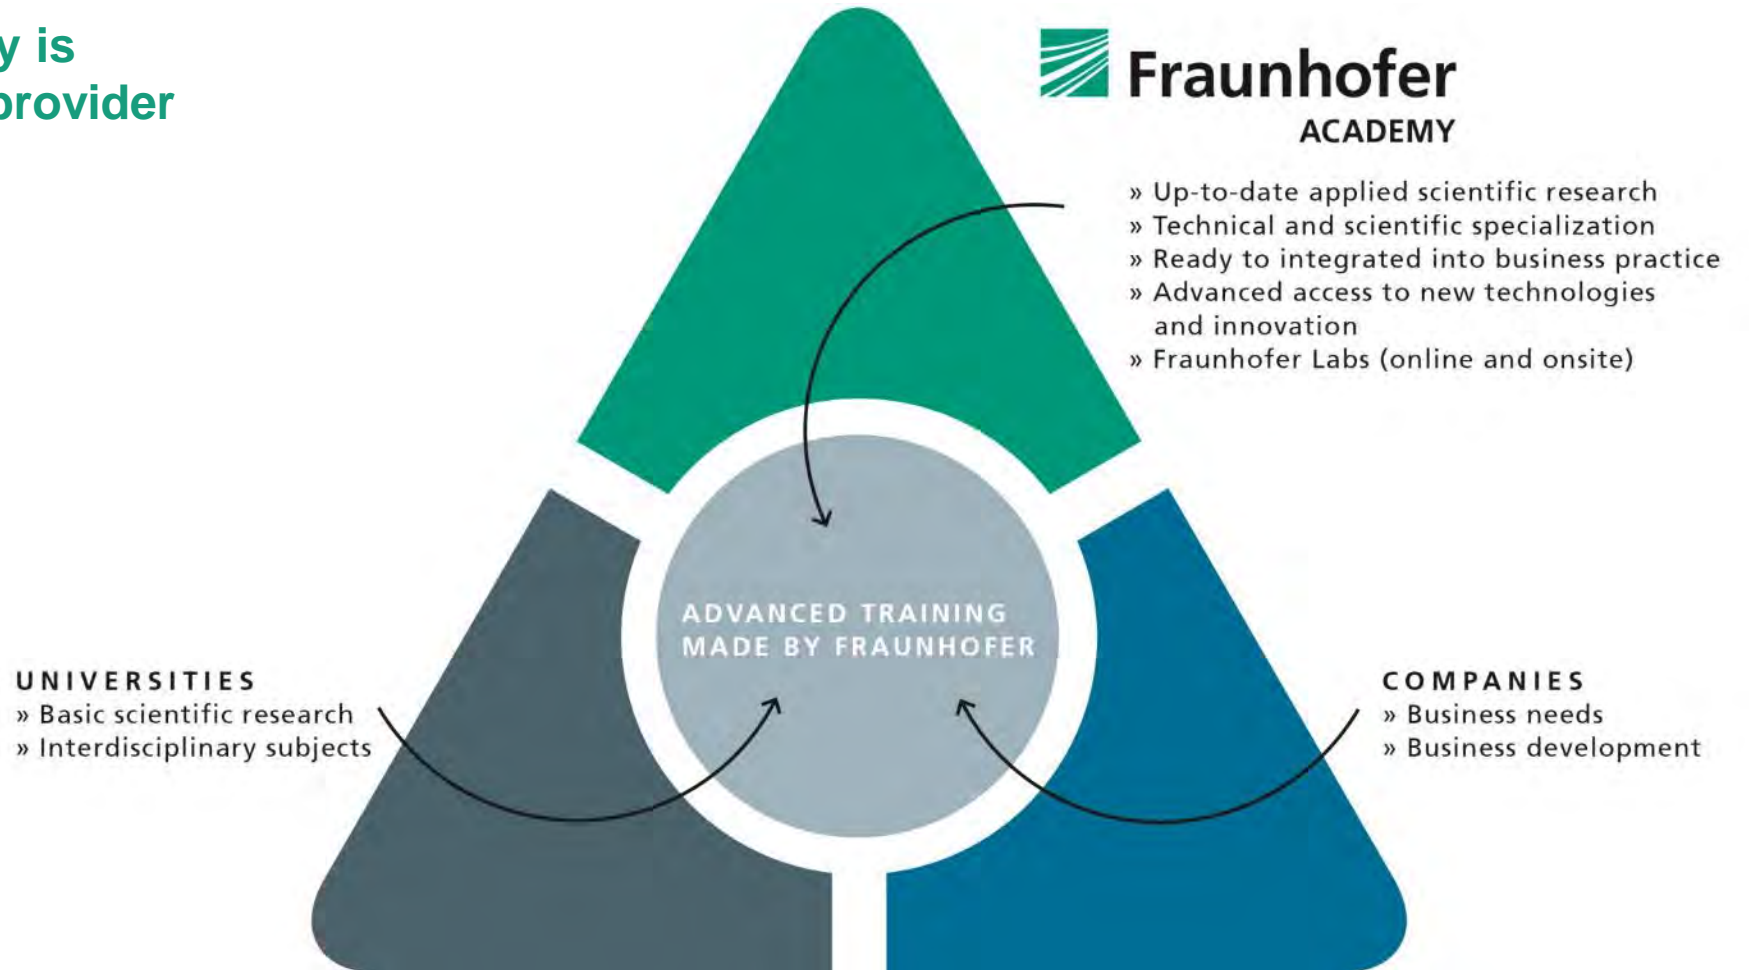 y is
provider
Fraunhofer
ACADEMY
» Up-to-date applied scientific research
» Technical and scientific specialization
» Ready to integrated into business practice
» Advanced access to new technologies
and innovation
» Fraunhofer Labs (online and onsite)
ADVANCED TRAINING
MADE BY FRAUNHOFER
UNIVERSITIES
» Basic scientific research
» Interdisciplinary subjects
COMPANIES
» Business needs
» Business development